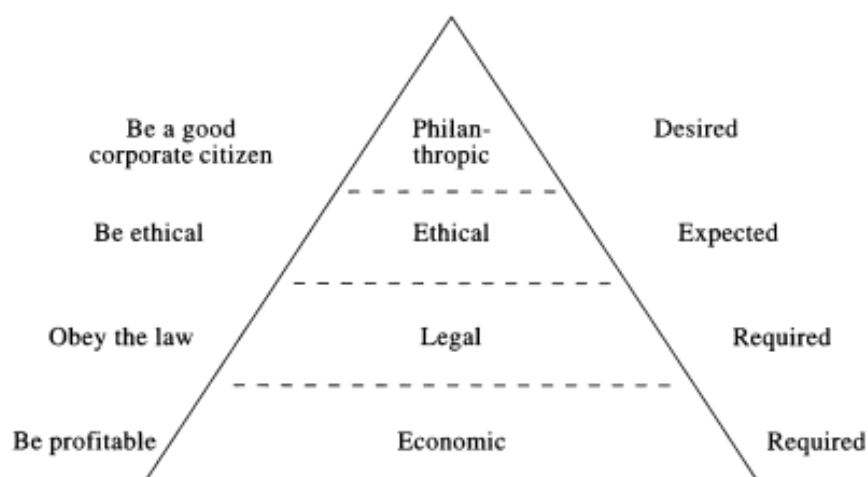 Be a good
corporate citizen
Philan-
thropic
Desired
Be ethical
Ethical
Expected
Obey the law
Legal
Required
Be profitable
Economic
Required